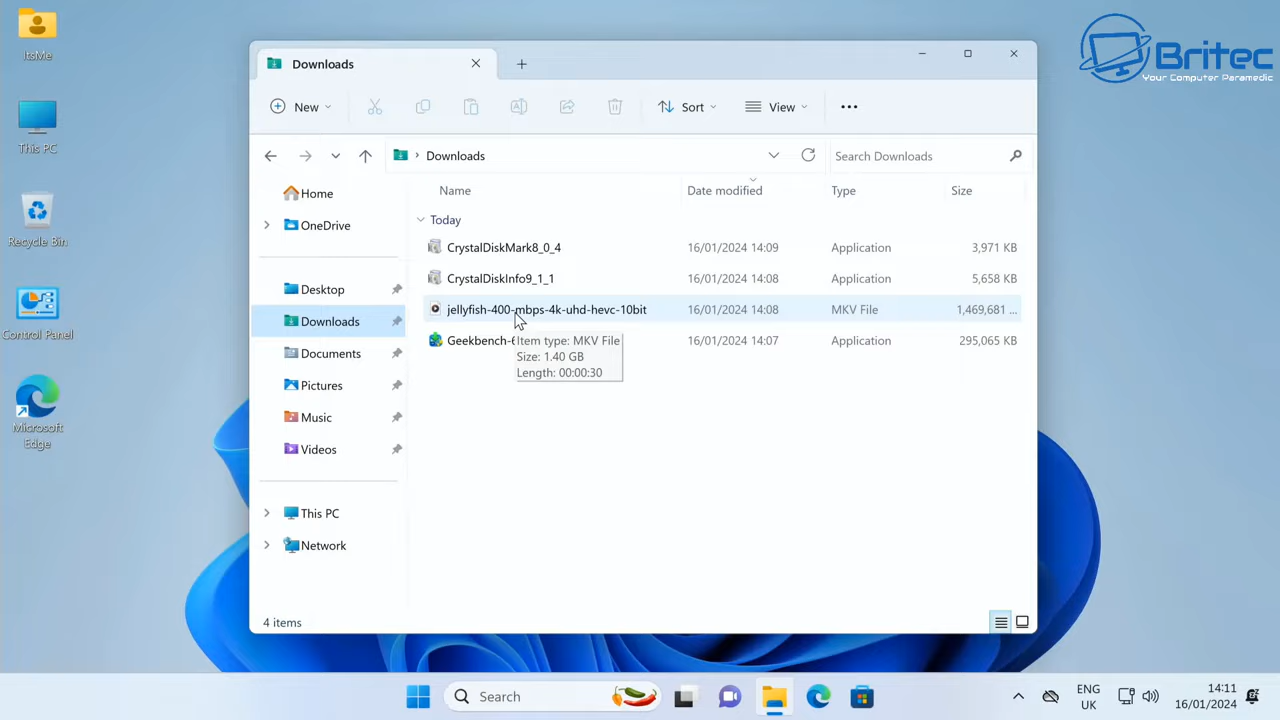 ItsMe
This PC
Recycle Bin
Control Panel
Microsoft
Edge
Britec
Your Computer Paramedic
Downloads
New
Sort
View
Downloads
Search Downloads
Home
OneDrive
Desktop
Downloads
Documents
Pictures
Music
Videos
This PC
Network
Name Date modified Type Size
Today
CrystalDiskMark8_0_4 16/01/2024 14:09 Application 3,971 KB
CrystalDiskInfo9_1_1 16/01/2024 14:08 Application 5,658 KB
jellyfish-400-mbps-4k-uhd-hevc-10bit 16/01/2024 14:08 MKV File 1,469,681 ...
Geekbench- 16/01/2024 14:07 Application 295,065 KB
Item type: MKV File
Size: 1.40 GB
Length: 00:00:30
4 items
Search
ENG
UK
14:11
16/01/2024